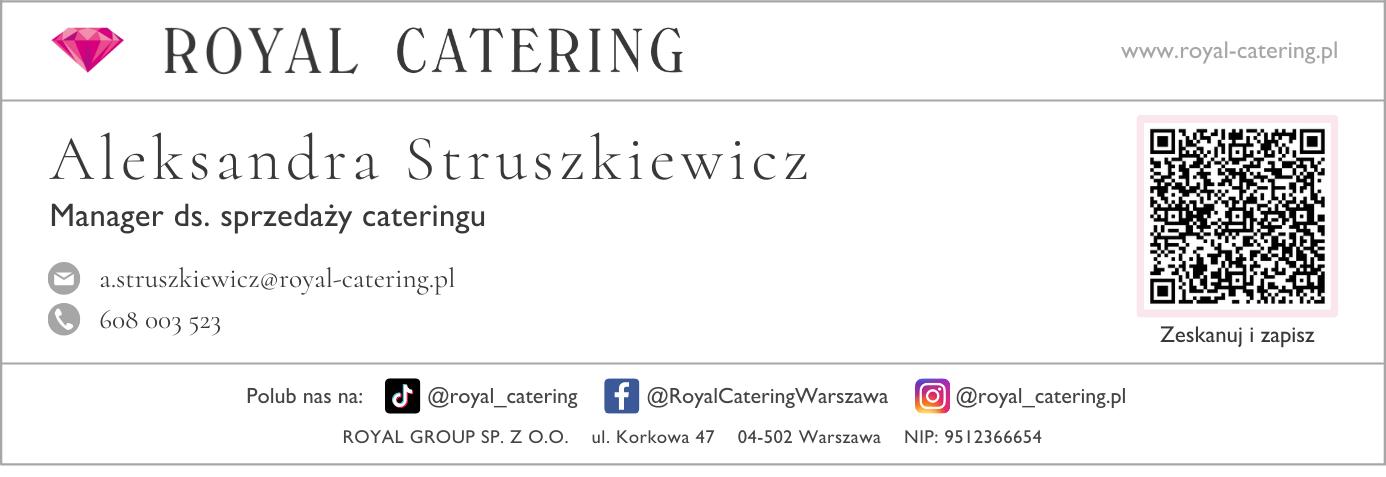 ROYAL CATERING
www.royal-catering.pl
Aleksandra Struszkiewicz
Manager ds. sprzedaży cateringu
a.struszkiewicz@royal-catering.pl
608 003 523
Zeskanuj i zapisz
Polub nas na: @royal_catering @RoyalCateringWarszawa @royal_catering.pl
ROYAL GROUP SP. Z O.O. ul. Korkowa 47 04-502 Warszawa NIP: 9512366654